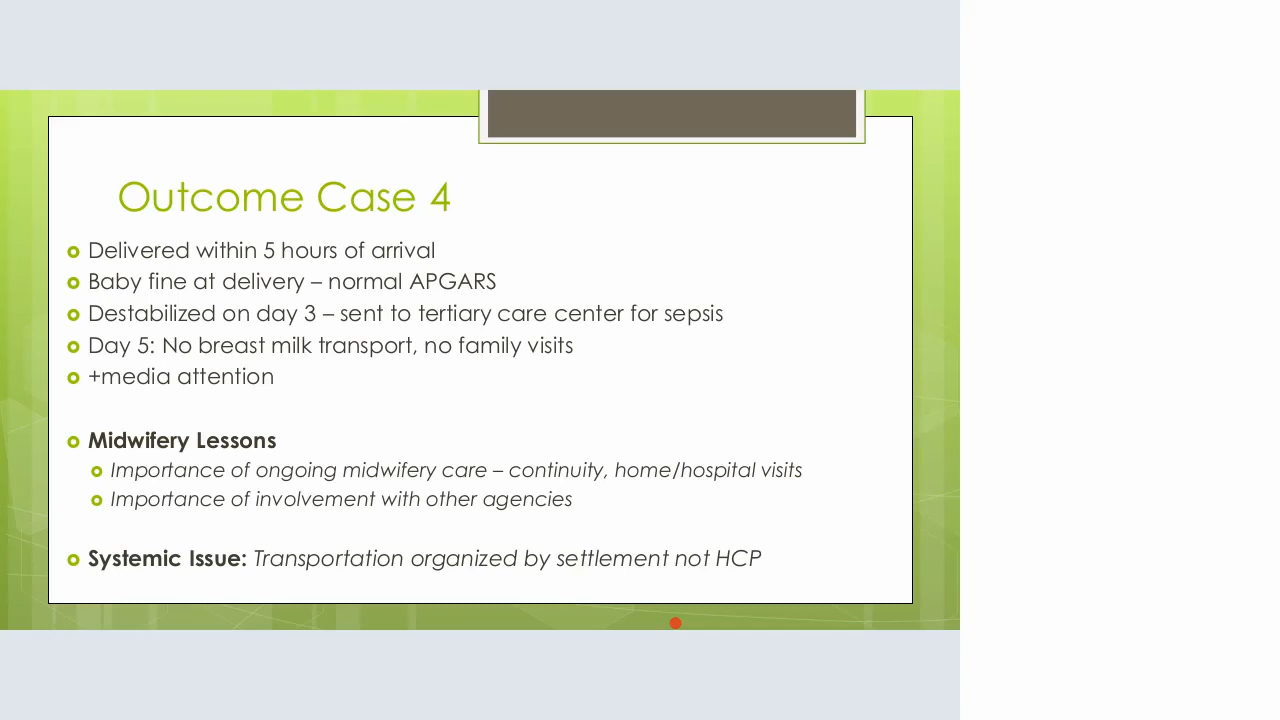 Outcome Case 4
Delivered within 5 hours of arrival
Baby fine at delivery – normal APGARS
Destabilized on day 3 – sent to tertiary care center for sepsis
Day 5: No breast milk transport, no family visits
+media attention
Midwifery Lessons
Importance of ongoing midwifery care – continuity, home/hospital visits
Importance of involvement with other agencies
Systemic Issue: Transportation organized by settlement not HCP